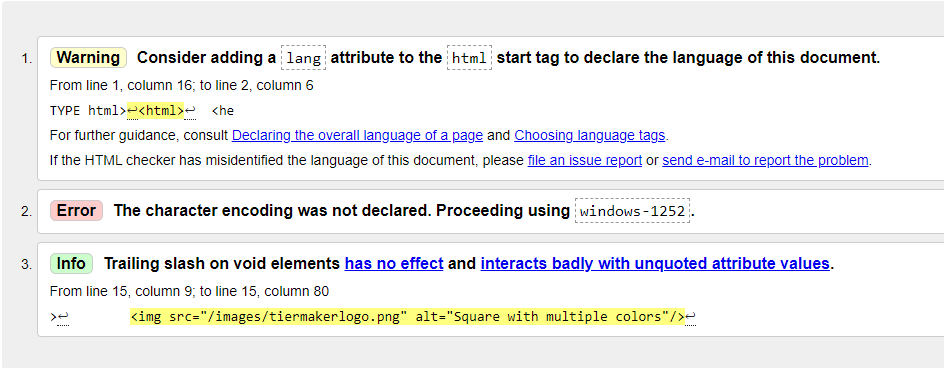 1. Warning Consider adding a lang attribute to the html start tag to declare the language of this document.
From line 1, column 16; to line 2, column 6
TYPE html>↩<html>↩  <he
For further guidance, consult Declaring the overall language of a page and Choosing language tags.
If the HTML checker has misidentified the language of this document, please file an issue report or send e-mail to report the problem.
2. Error The character encoding was not declared. Proceeding using windows-1252.
3. Info Trailing slash on void elements has no effect and interacts badly with unquoted attribute values.
From line 15, column 9; to line 15, column 80
>↩        <img src="/images/tiermakerlogo.png" alt="Square with multiple colors"/>↩